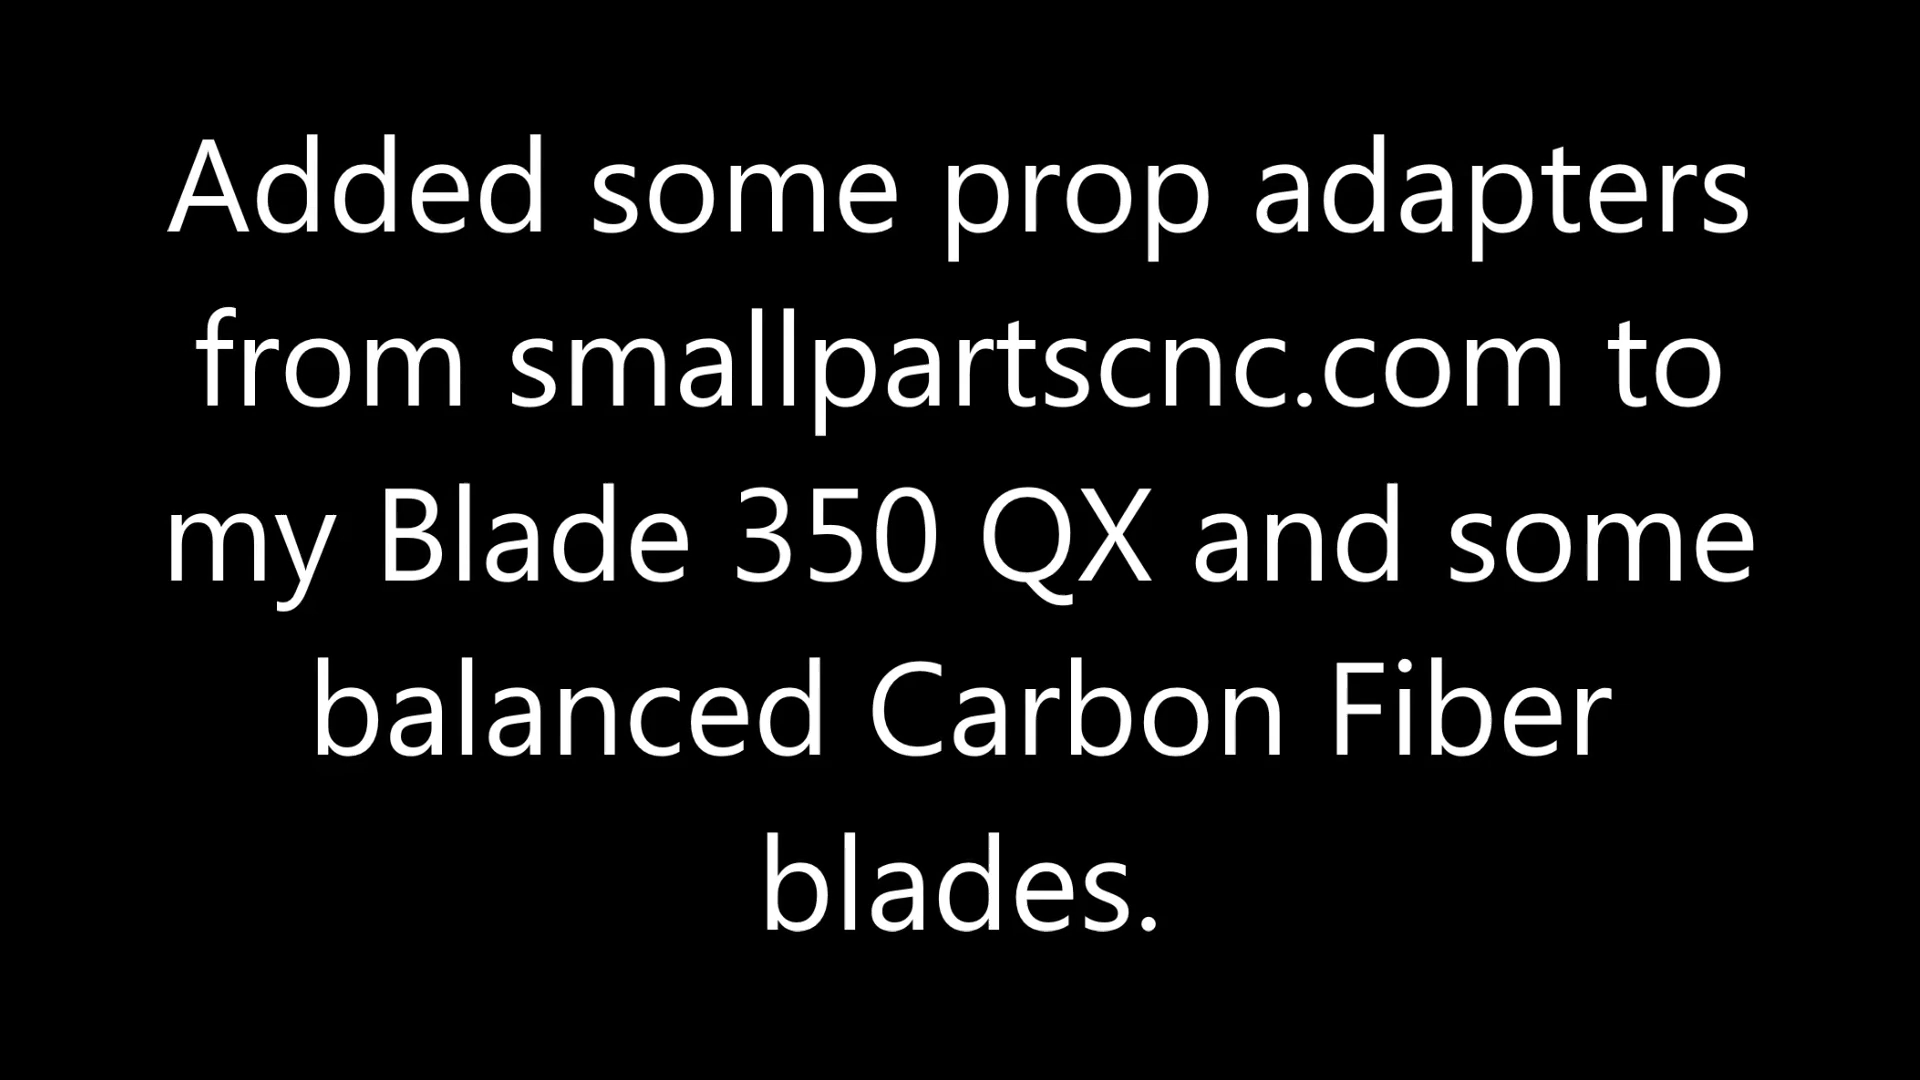 Added some prop adapters
from smallpartscnc.com to
my Blade 350 QX and some
balanced Carbon Fiber
blades.